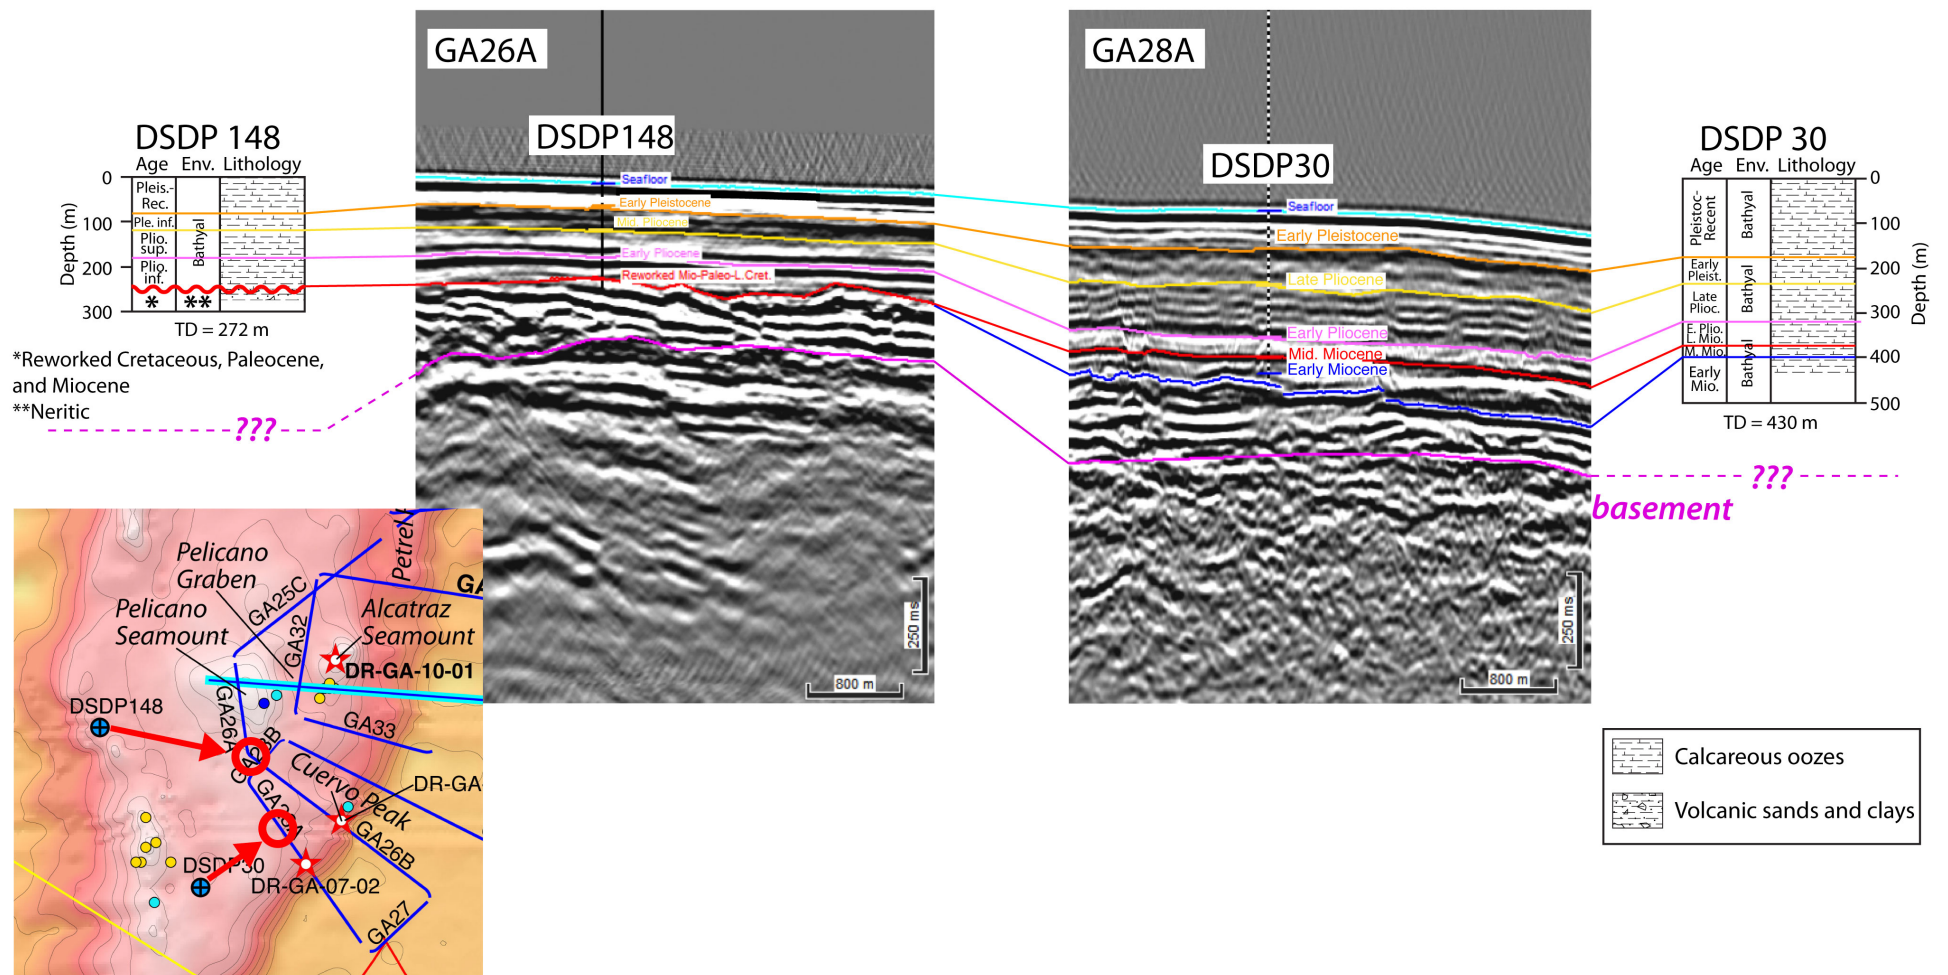 GA26A
GA28A
DSDP 148
Age Env. Lithology
0
100
200
300
Depth (m)
Pleis.-
Rec.
Ple. inf.
Plio.
sup.
Plio.
inf.
Bathyal
*
**
TD = 272 m
*Reworked Cretaceous, Paleocene,
and Miocene
**Neritic
???
DSDP148
Seafloor
Early Pleistocene
Mid. Pliocene
Early Pliocene
Reworked Mio-Paleo-L.Cret.
250 ms
800 m
DSDP30
Seafloor
Early Pleistocene
Late Pliocene
Early Pliocene
Mid. Miocene
Early Miocene
250 ms
800 m
DSDP 30
Age Env. Lithology
0
100
200
300
400
500
Depth (m)
Pleistoc-
Recent
Early
Pleist.
Late
Plioc.
E. Plio.
L. Mio.
M. Mio.
Early
Mio.
Bathyal
Bathyal
Bathyal
Bathyal
TD = 430 m
???
basement
Pelicano
Graben
Pelicano
Seamount
GA25C
GA32
Petrel
GA
Alcatraz
Seamount
DR-GA-10-01
DSDP148
GA26A
GA33
GA28B
Cuervo Peak
DR-GA-
GA28A
GA26B
DSDP30
DR-GA-07-02
GA27
Calcareous oozes
Volcanic sands and clays